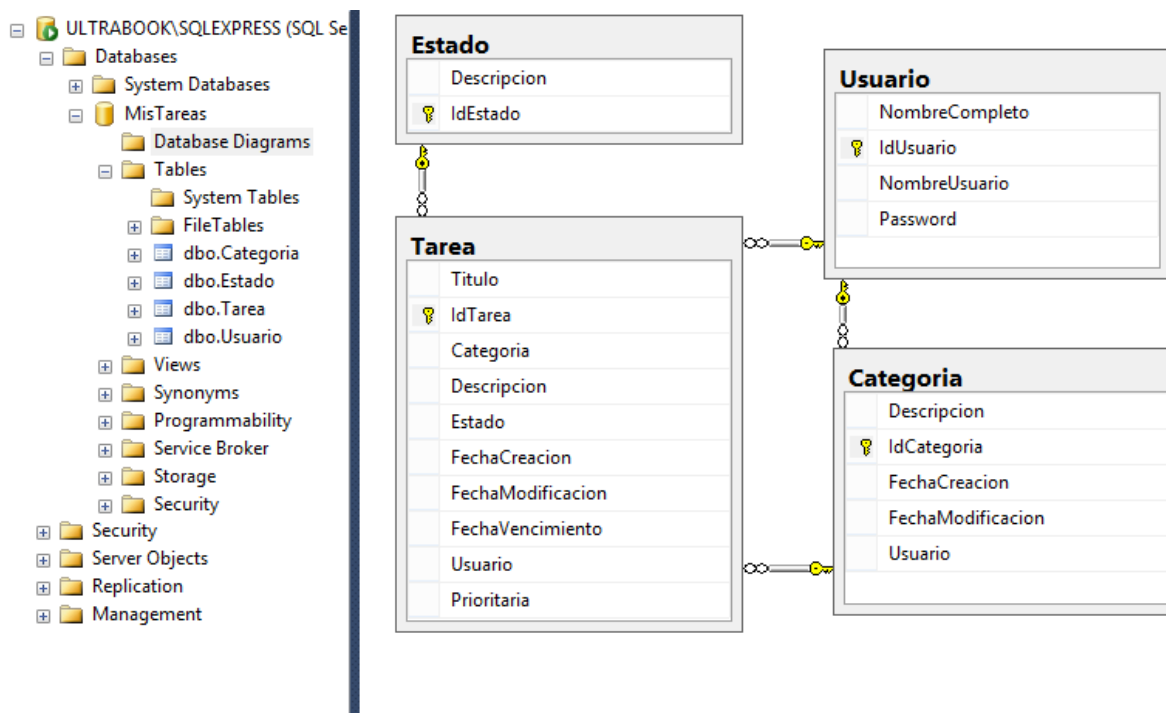 ULTRABOOK\SQLEXPRESS (SQL Se
Databases
System Databases
MisTareas
Database Diagrams
Tables
System Tables
FileTables
dbo.Categoria
dbo.Estado
dbo.Tarea
dbo.Usuario
Views
Synonyms
Programmability
Service Broker
Storage
Security
Security
Server Objects
Replication
Management
Estado
Descripcion
IdEstado
Tarea
Titulo
IdTarea
Categoria
Descripcion
Estado
FechaCreacion
FechaModificacion
FechaVencimiento
Usuario
Prioritaria
Usuario
NombreCompleto
IdUsuario
NombreUsuario
Password
Categoria
Descripcion
IdCategoria
FechaCreacion
FechaModificacion
Usuario